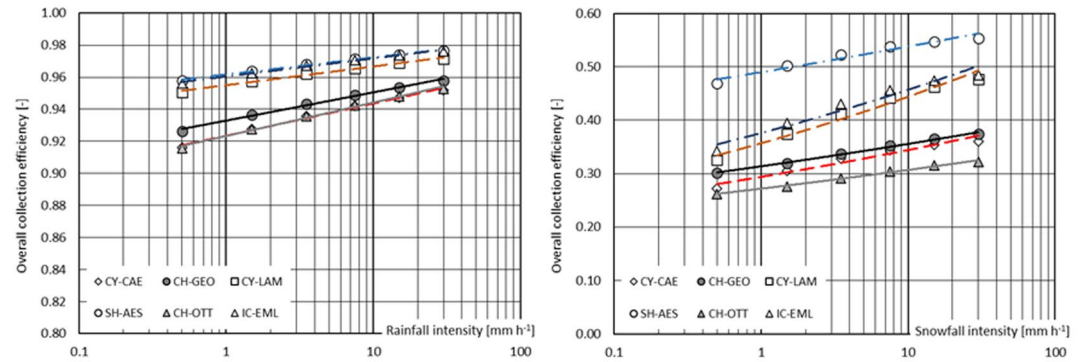 Overall collection efficiency [-]
1.00
0.98
0.96
0.94
0.92
0.90
0.88
0.86
0.84
0.82
0.80
CY-CAE CH-GEO CY-LAM
SH-AES CH-OTT IC-EML
Rainfall intensity [mm h-1]
0.1 1 10 100
Overall collection efficiency [-]
0.60
0.50
0.40
0.30
0.20
0.10
0.00
CY-CAE CH-GEO CY-LAM
SH-AES CH-OTT IC-EML
Snowfall intensity [mm h-1]
0.1 1 10 100